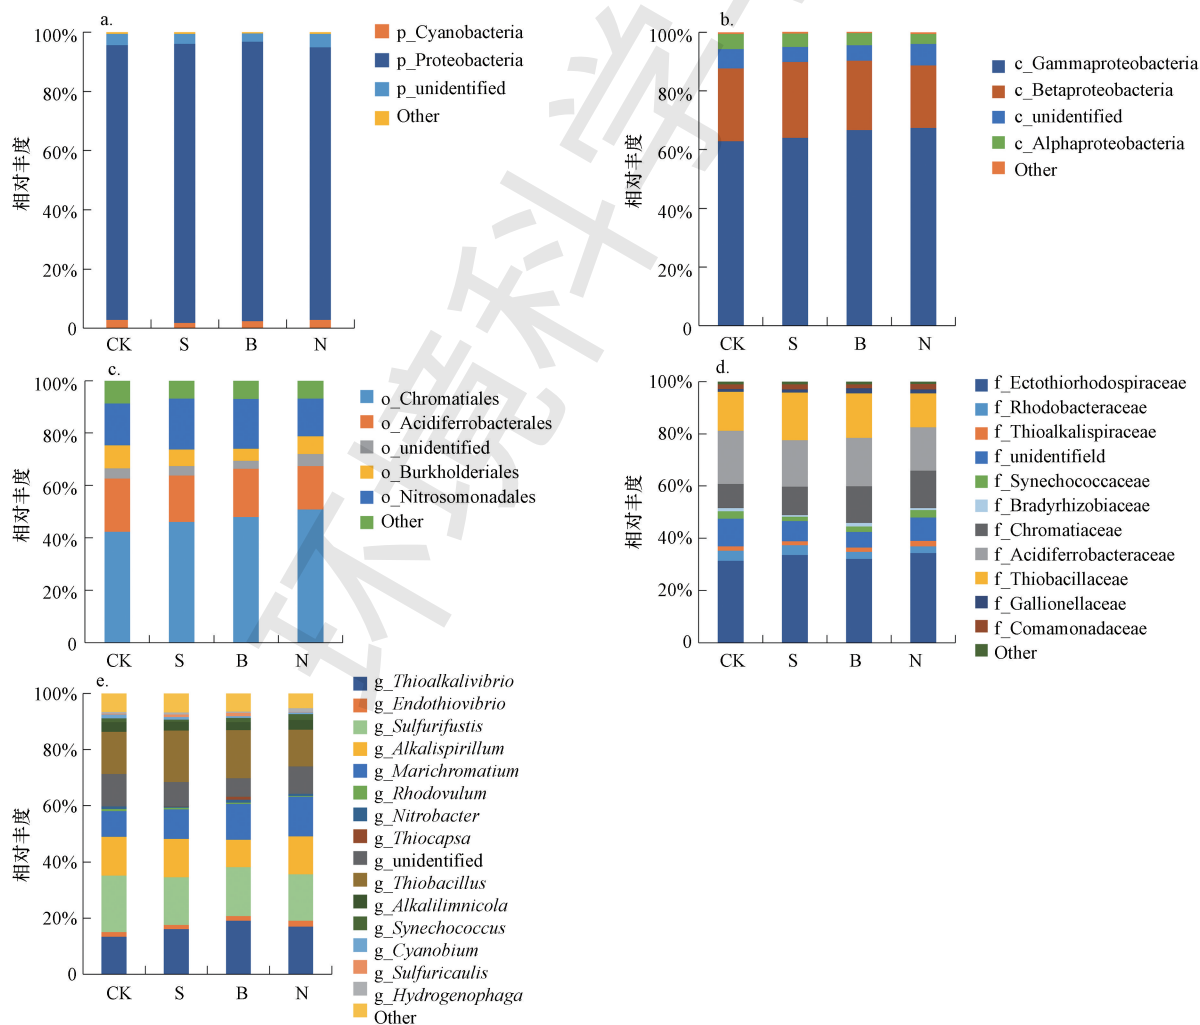 a.
100%
80%
60%
40%
20%
0
相对丰度
CK S B N
p_Cyanobacteria
p_Proteobacteria
p_unidentified
Other
b.
100%
80%
60%
40%
20%
0
相对丰度
CK S B N
c_Gammaproteobacteria
c_Betaproteobacteria
c_unidentified
c_Alphaproteobacteria
Other
c.
100%
80%
60%
40%
20%
0
相对丰度
CK S B N
o_Chromatiales
o_Acidiferrobacterales
o_unidentified
o_Burkholderiales
o_Nitrosomonadales
Other
d.
100%
80%
60%
40%
20%
0
相对丰度
CK S B N
f_Ectothiorhodospiraceae
f_Rhodobacteraceae
f_Thioalkalispiraceae
f_unidentifield
f_Synechococcaceae
f_Bradyrhizobiaceae
f_Chromatiaceae
f_Acidiferrobacteraceae
f_Thiobacillaceae
f_Gallionellaceae
f_Comamonadaceae
Other
e.
100%
80%
60%
40%
20%
0
相对丰度
CK S B N
g_Thioalkalivibrio
g_Endothiovibrio
g_Sulfurifustis
g_Alkalispirillum
g_Marichromatium
g_Rhodovulum
g_Nitrobacter
g_Thiocapsa
g_unidentified
g_Thiobacillus
g_Alkalilimnicola
g_Synechococcus
g_Cyanobium
g_Sulfuricaulis
g_Hydrogenophaga
Other
环境科学